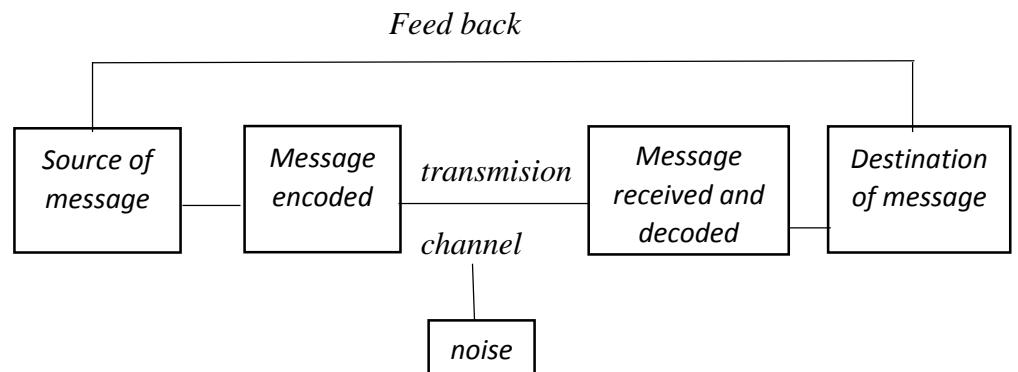 Feed back
Source of
message
Message
encoded
transmision
channel
Message
received and
decoded
Destination
of message
noise